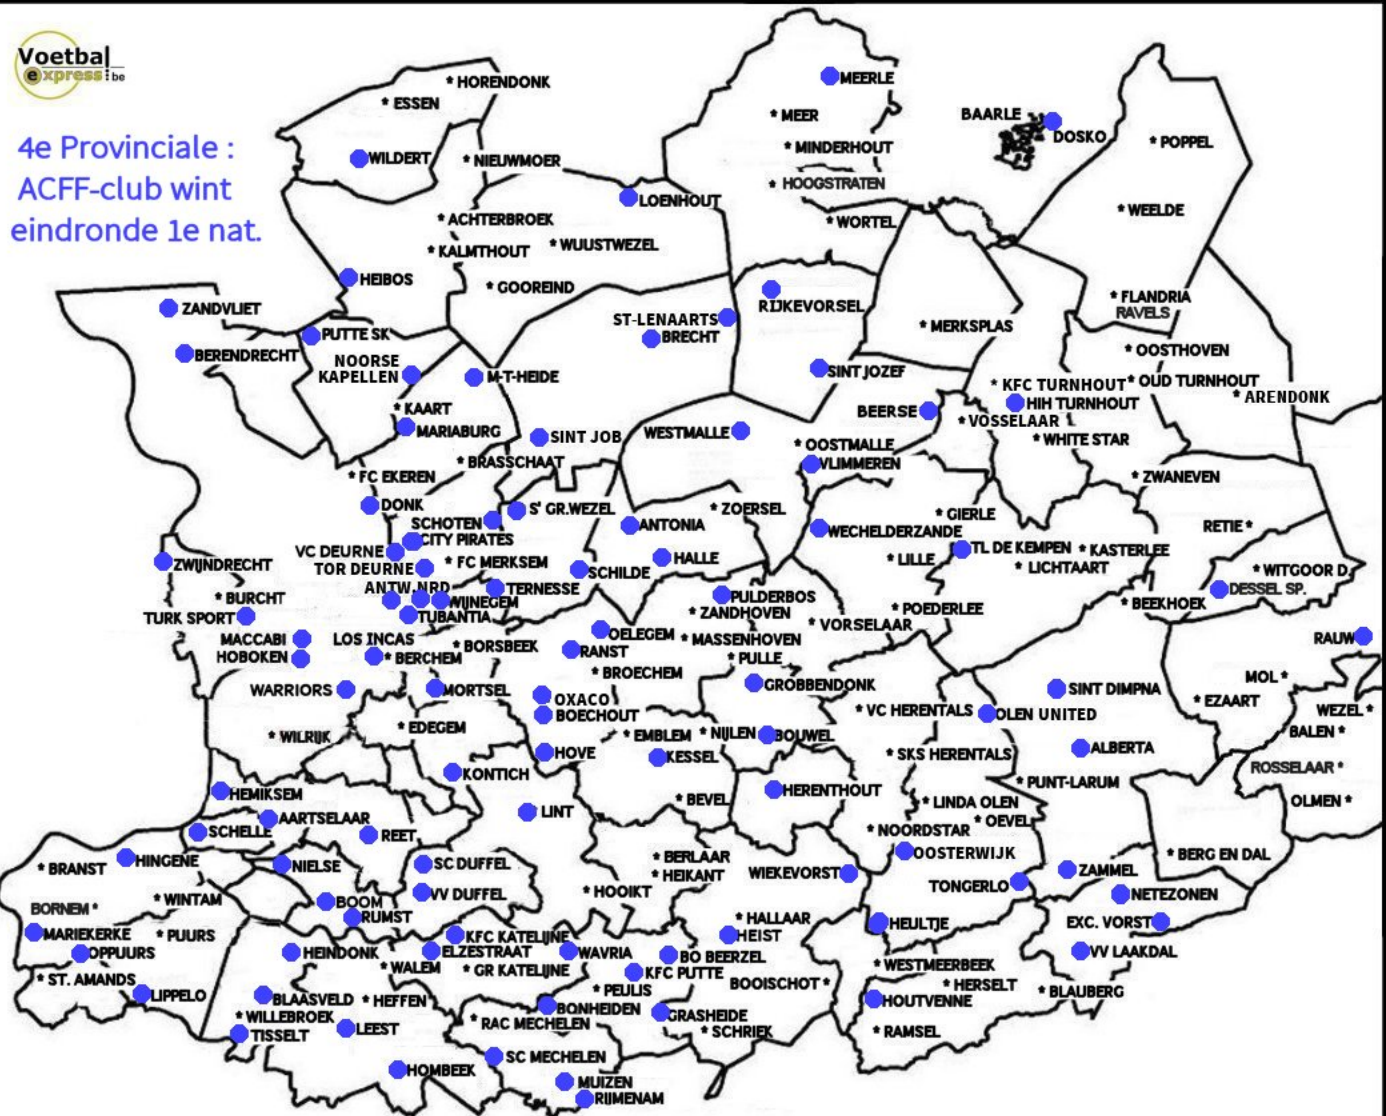 Voetbal
express.be
4e Provinciale :
ACFF-club wint
eindronde 1e nat.
* HORENDONK
* ESSEN
MEERLE
* MEER
BAARLE
DOSKO
* POPPEL
* MINDERHOUT
WILDERT
* NIEUWMOER
* HOOGSTRATEN
LOENHOUT
* WEELDE
* ACHTERBROEK
* WORTEL
* WUUSTWEZEL
* KALMTHOUT
HEIBOS
* GOOREIND
* FLANDRIA
RAVELS
ZANDVLIET
RIJKEVORSEL
ST-LENAARTS
* MERKSPLAS
PUTTE SK
BRECHT
* OOSTHOVEN
BERENDRECHT
NOORSE
KAPELLEN
M-T-HEIDE
SINT JOZEF
* KFC TURNHOUT
* OUD TURNHOUT
* ARENDONK
HIH TURNHOUT
* KAART
BEERSE
* VOSSELAAR
MARIABURG
SINT JOB
WESTMALLE
* OOSTMALLE
* WHITE STAR
* BRASSCHAAT
VLIMMEREN
* FC EKEREN
* ZWANEVEN
DONK
S' GR.WEZEL
* ZOERSEL
* GIERLE
SCHOTEN
ANTONIA
WECHELDERZANDE
RETIE *
CITY PIRATES
VC DEURNE
TL DE KEMPEN
* KASTERLEE
TOR DEURNE
* FC MERKSEM
HALLE
* LILLE
* LICHTAART
* WITGOOR D.
ZWIJNDRECHT
SCHILDE
ANTW.NRD
TERNESSE
DESSEL SP.
* BURCHT
WIJNEGEM
PULDERBOS
* BEEKHOEK
TURK SPORT
TUBANTIA
* ZANDHOVEN
* POEDERLEE
* VORSELAAR
MACCABI
LOS INCAS
OELEGEM
* MASSENHOVEN
RAUW
HOBOKEN
* BERCHEM
* BORSBEEK
RANST
* PULLE
* BROECHEM
MOL *
WARRIORS
MORTSEL
GROBBENDONK
SINT DIMPNA
OXACO
* EZAART
BOECHOUT
* VC HERENTALS
OLEN UNITED
WEZEL *
* EDEGEM
* EMBLEM
* NIJLEN
BOUWEL
BALEN *
* WILRIJK
HOVE
KESSEL
* SKS HERENTALS
ALBERTA
ROSSELAAR *
KONTICH
* PUNT-LARUM
HEMIKSEM
HERENTHOUT
* BEVEL
* LINDA OLEN
OLMEN *
LINT
AARTSELAAR
* OEVEL
SCHELLE
REET
* NOORDSTAR
HINGENE
* BERLAAR
OOSTERWIJK
* BERG EN DAL
* BRANST
NIELSE
SC DUFFEL
* HEIKANT
WIEKEVORST
ZAMMEL
* HOOIKT
TONGERLO
VV DUFFEL
NETEZONEN
* WINTAM
BOOM
BORNEM *
RUMST
* HALLAAR
HEULTJE
EXC. VORST
MARIEKERKE
* PUURS
KFC KATELIJNE
HEIST
OPPUURS
HEINDONK
ELZESTRAAT
WAVRIA
BO BEERZEL
VV LAAKDAL
* WALEM
* GR KATELIJNE
KFC PUTTE
* WESTMEERBEEK
* ST. AMANDS
BOOISCHOT *
* HERSELT
* PEULIS
* BLAUBERG
LIPPELO
BLAASVELD
* HEFFEN
HOUTVENNE
BONHEIDEN
* WILLEBROEK
GRASHEIDE
* RAC MECHELEN
TISSELT
LEEST
* SCHRIEK
* RAMSEL
SC MECHELEN
HOMBEEK
MUIZEN
RIJMENAM